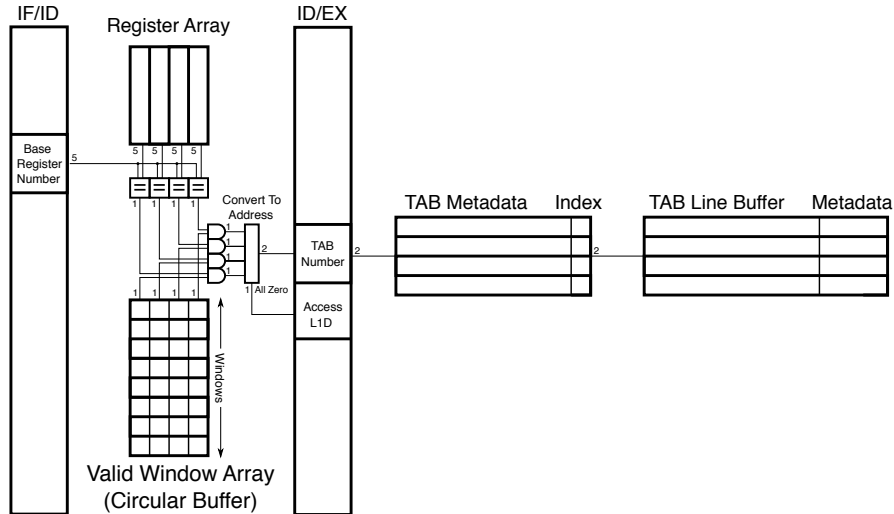 IF/ID
Register Array
ID/EX
5 5 5 5
Base
Register
Number
5
1 1 1 1
Convert To
Address
1
1
1
1
2
TAB
Number
2
1 All Zero
Access
L1D
1 1 1 1
Windows
Valid Window Array
(Circular Buffer)
TAB Metadata Index
2
TAB Line Buffer Metadata